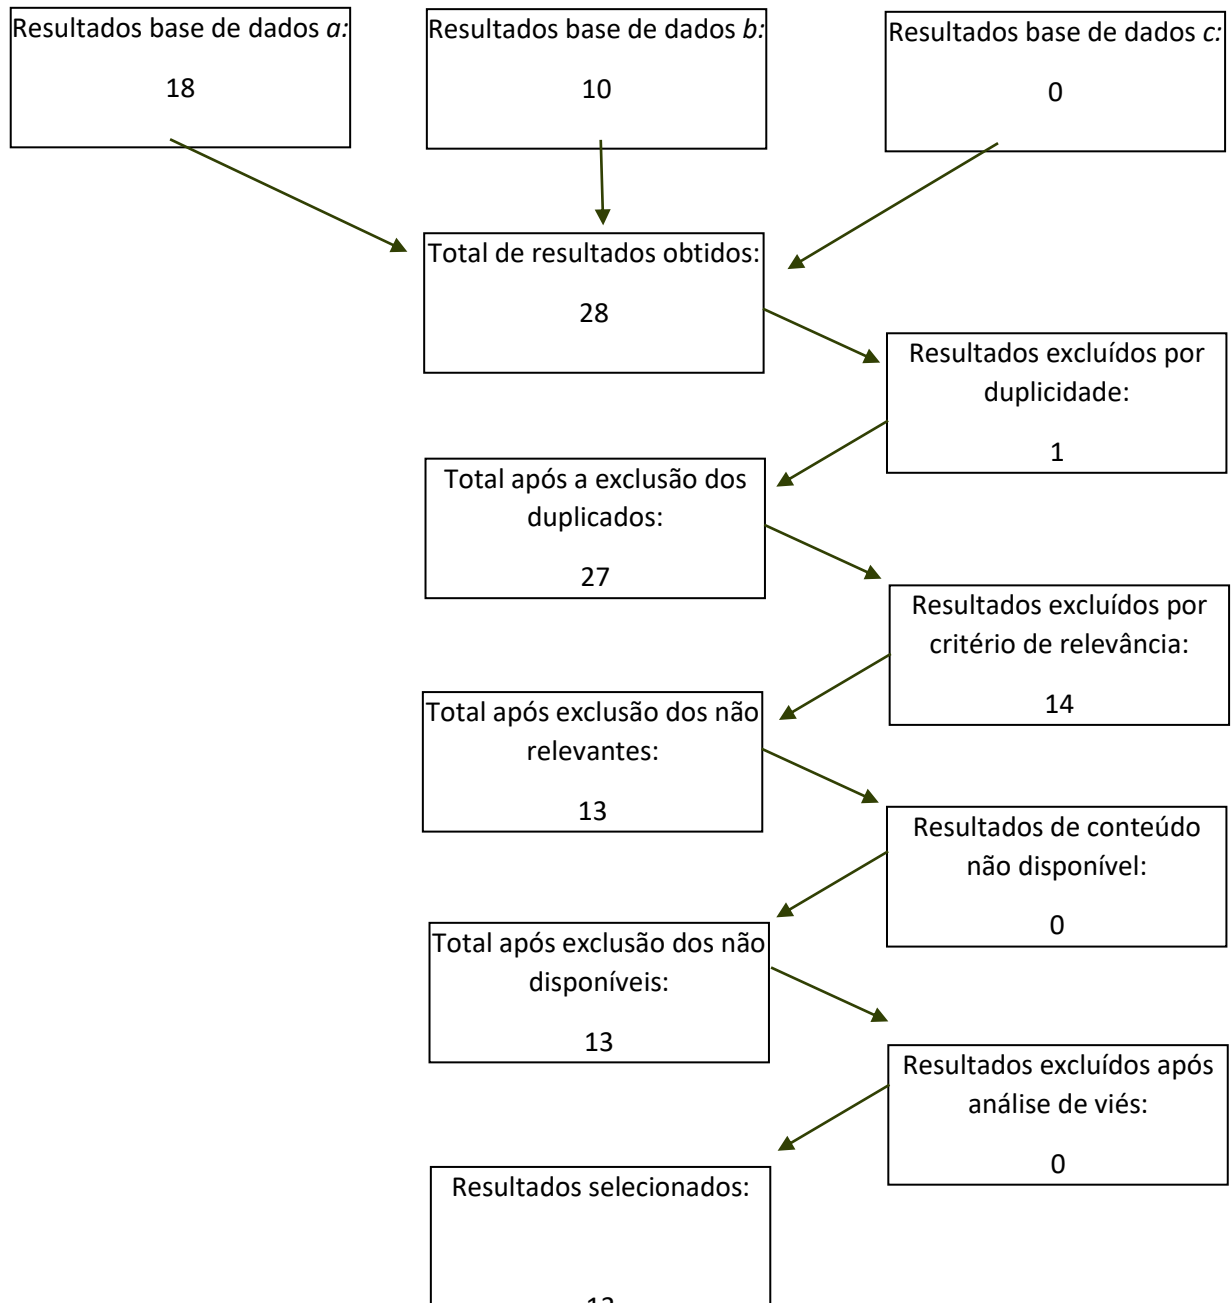 Resultados base de dados a:
18
Resultados base de dados b:
10
Resultados base de dados c:
0
Total de resultados obtidos:
28
Resultados excluídos por
duplicidade:
1
Total após a exclusão dos
duplicados:
27
Resultados excluídos por
critério de relevância:
14
Total após exclusão dos não
relevantes:
13
Resultados de conteúdo
não disponível:
0
Total após exclusão dos não
disponíveis:
13
Resultados excluídos após
análise de viés:
0
Resultados selecionados: